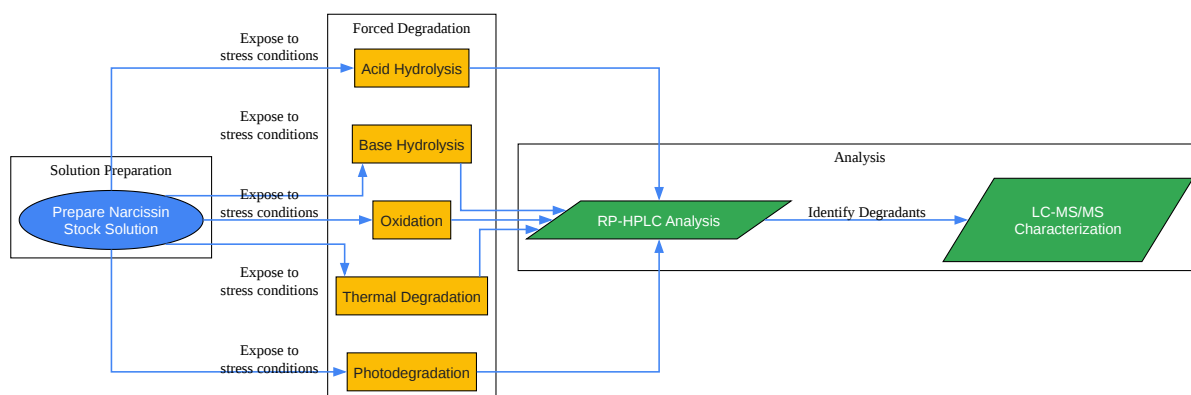 Forced Degradation
Expose to
stress conditions
Acid Hydrolysis
Expose to
stress conditions
Base Hydrolysis
Solution Preparation
Analysis
Prepare Narcissin
Stock Solution
Expose to
stress conditions
Oxidation
RP-HPLC Analysis
Identify Degradants
LC-MS/MS
Characterization
Expose to
stress conditions
Thermal Degradation
Expose to
stress conditions
Photodegradation